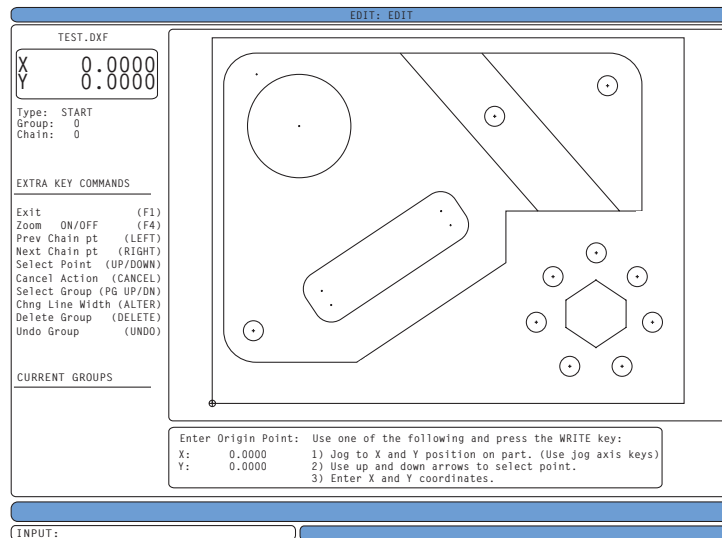 EDIT: EDIT
TEST.DXF
X 0.0000
Y 0.0000
Type: START
Group: 0
Chain: 0
EXTRA KEY COMMANDS
Exit (F1)
Zoom ON/OFF (F4)
Prev Chain pt (LEFT)
Next Chain pt (RIGHT)
Select Point (UP/DOWN)
Cancel Action (CANCEL)
Select Group (PG UP/DN)
Chng Line Width (ALTER)
Delete Group (DELETE)
Undo Group (UNDO)
CURRENT GROUPS
Enter Origin Point: Use one of the following and press the WRITE key:
X: 0.0000 1) Jog to X and Y position on part. (Use jog axis keys)
Y: 0.0000 2) Use up and down arrows to select point.
3) Enter X and Y coordinates.
INPUT: